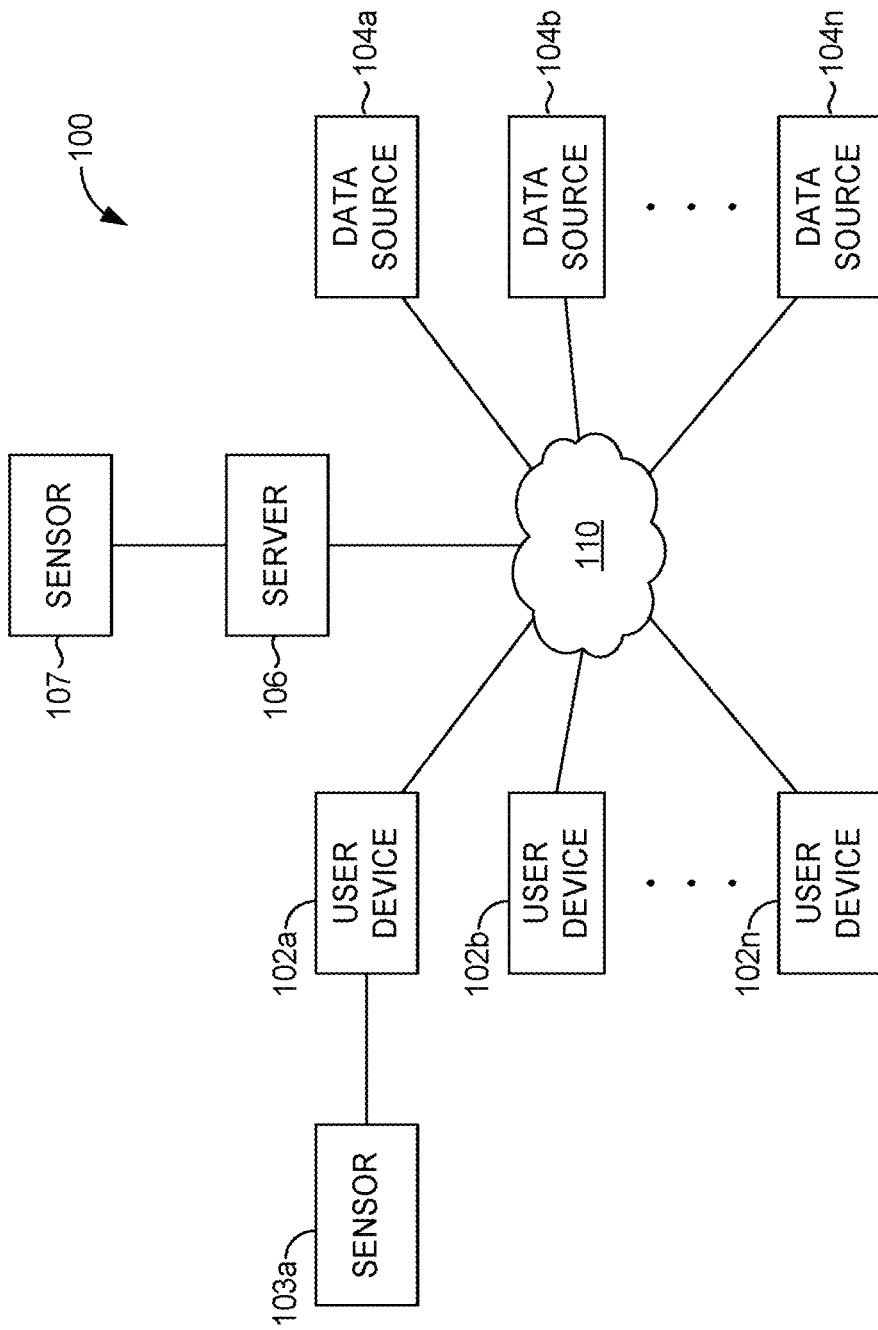 100
SENSOR
107
SERVER
106
103a
SENSOR
102a
USER
DEVICE
102b
USER
DEVICE
. . .
102n
USER
DEVICE
110
DATA
SOURCE
104a
DATA
SOURCE
104b
. . .
DATA
SOURCE
104n